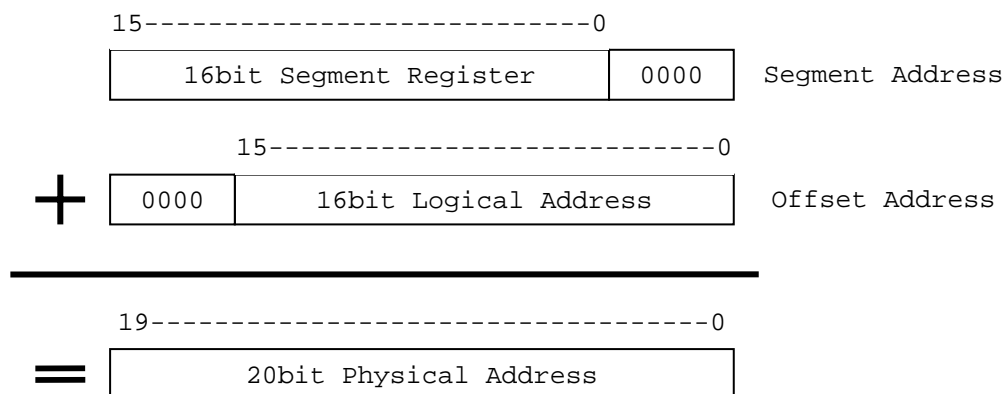 15----------------------------0
16bit Segment Register 0000 Segment Address
15----------------------------0
+ 0000 16bit Logical Address Offset Address
19-----------------------------------0
= 20bit Physical Address